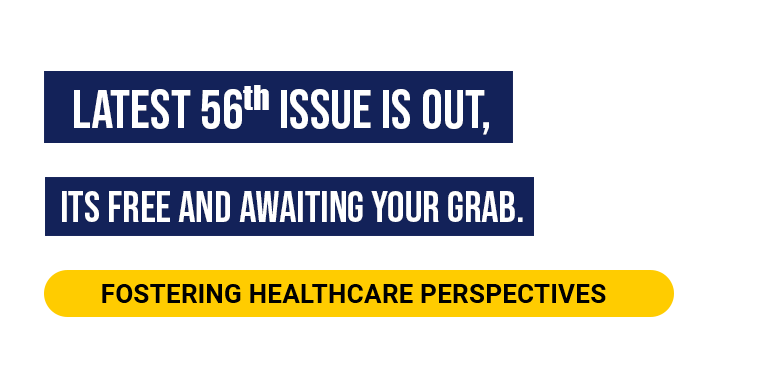 LATEST 56th ISSUE IS OUT,
ITS FREE AND AWAITING YOUR GRAB.
FOSTERING HEALTHCARE PERSPECTIVES